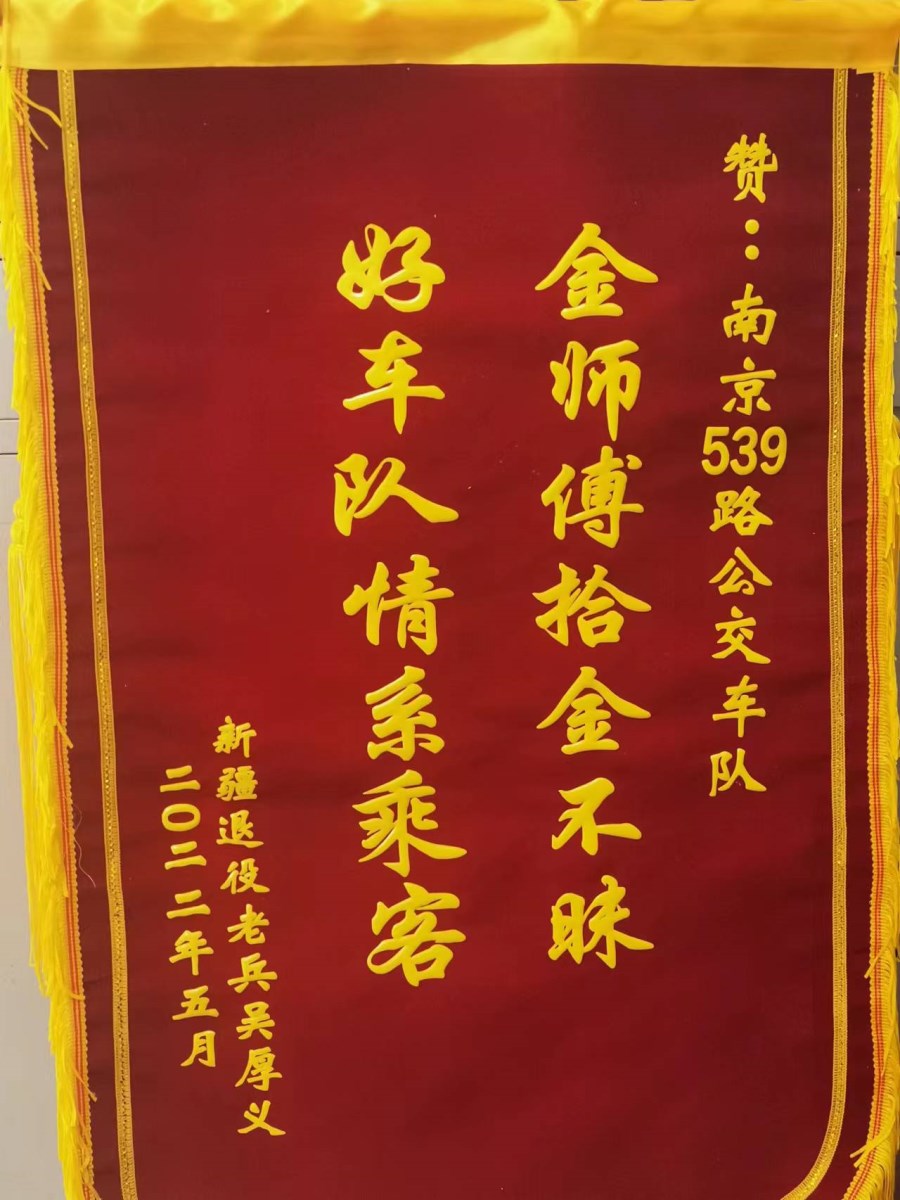 赞：南京539路公交车队
金师傅拾金不昧
好车队情系乘客
新疆退役老兵吴厚义
二〇二二年五月